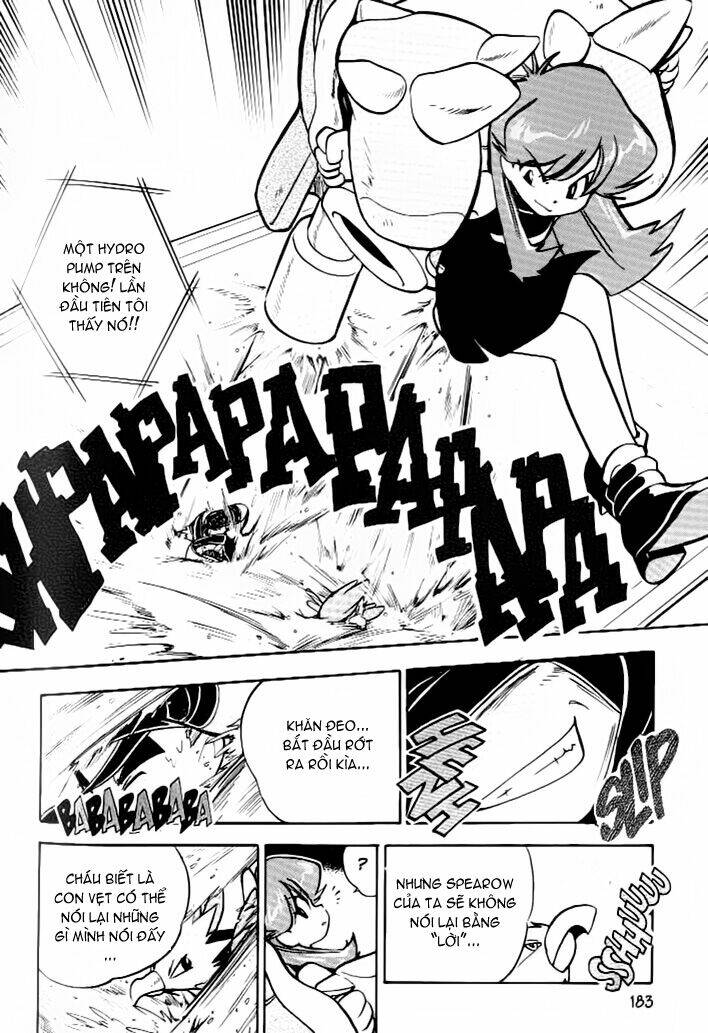 MỘT HYDRO
PUMP TRÊN
KHÔNG! LẦN
ĐẦU TIÊN TÔI
THẤY NÓ!!
PAPAPAPAPAPAPA
KHĂN ĐEO...
BẮT ĐẦU RỚT
RA RỒI KÌA...
HEHEH
SLIP
BABABABABA
CHÁU BIẾT LÀ
CON VẸT CÓ THỂ
NÓI LẠI NHỮNG
GÌ MÌNH NÓI ĐẤY
?
NHƯNG SPEAROW
CỦA TA SẼ KHÔNG
NÓI LẠI BẰNG
"LỜI"...
183